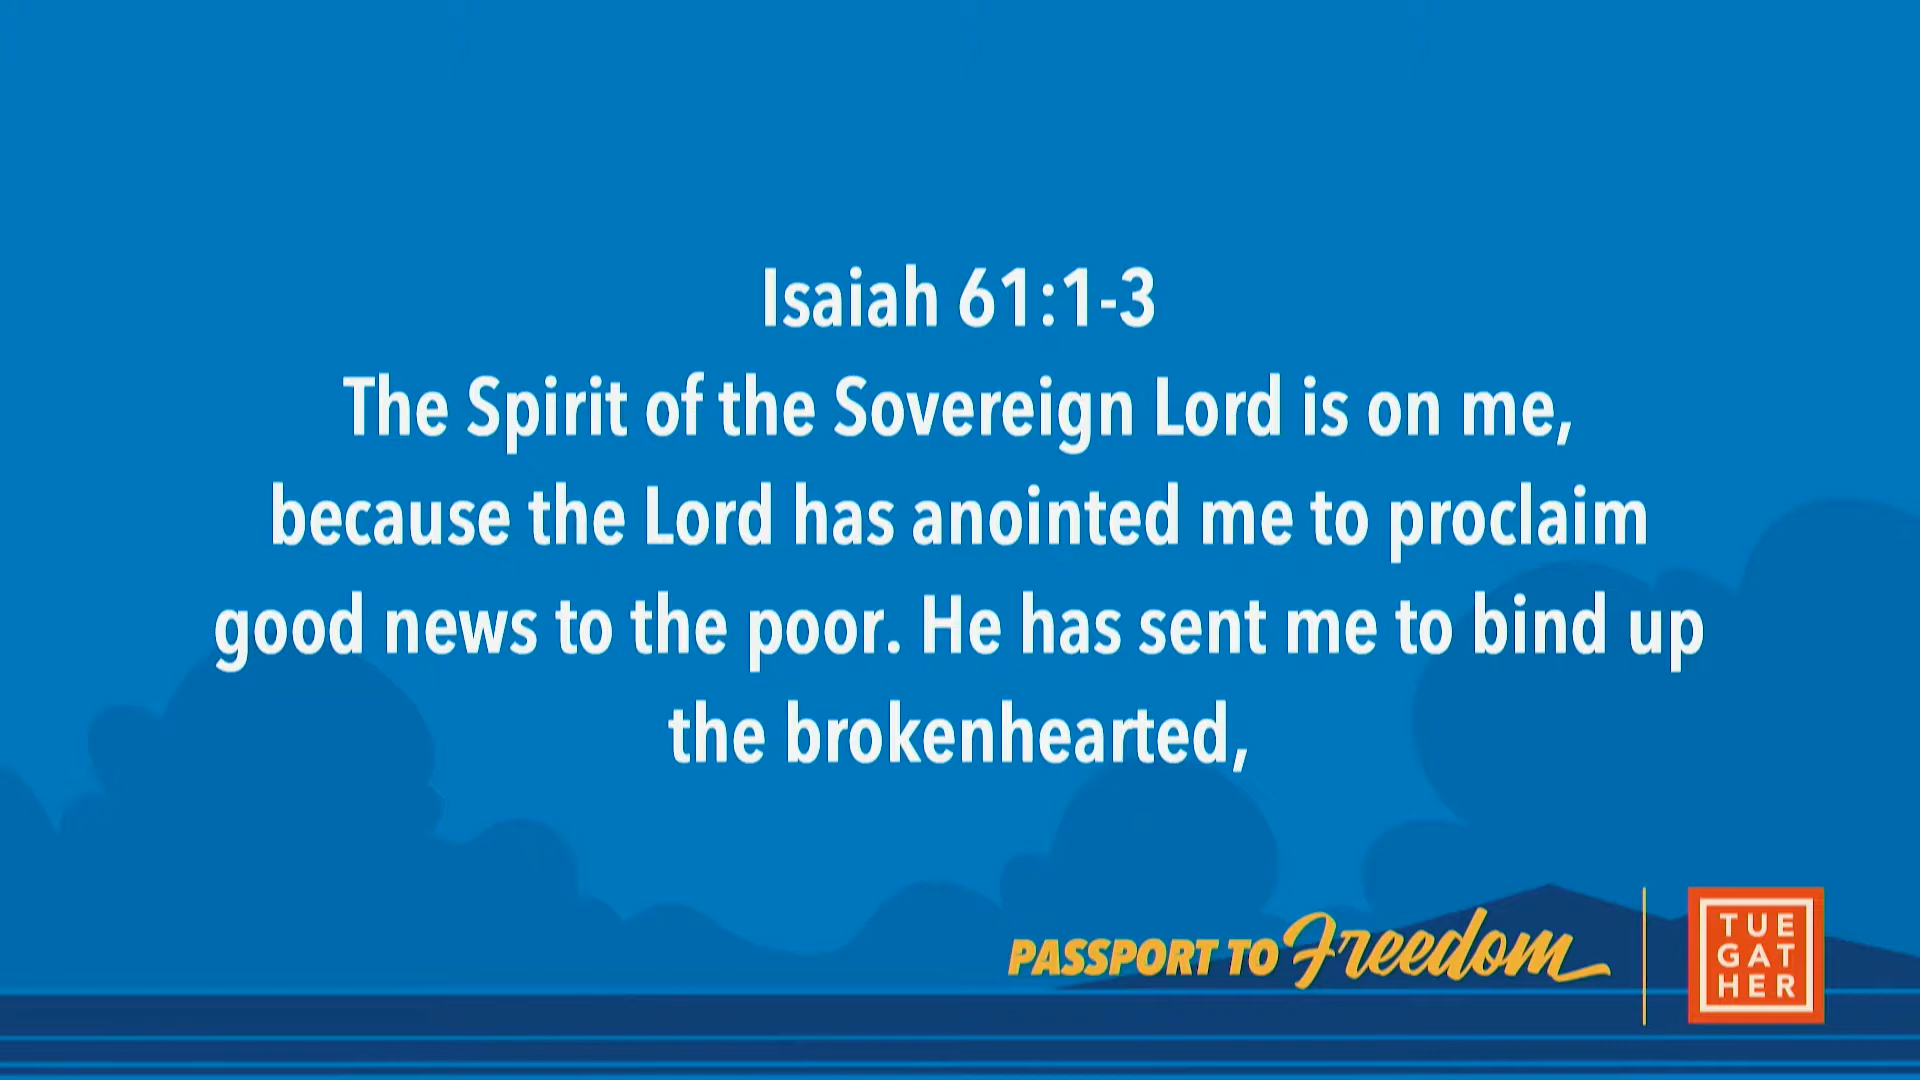 Isaiah 61:1-3
The Spirit of the Sovereign Lord is on me,
because the Lord has anointed me to proclaim
good news to the poor. He has sent me to bind up
the brokenhearted,
PASSPORT TO Freedom
TUE
GAT
HER